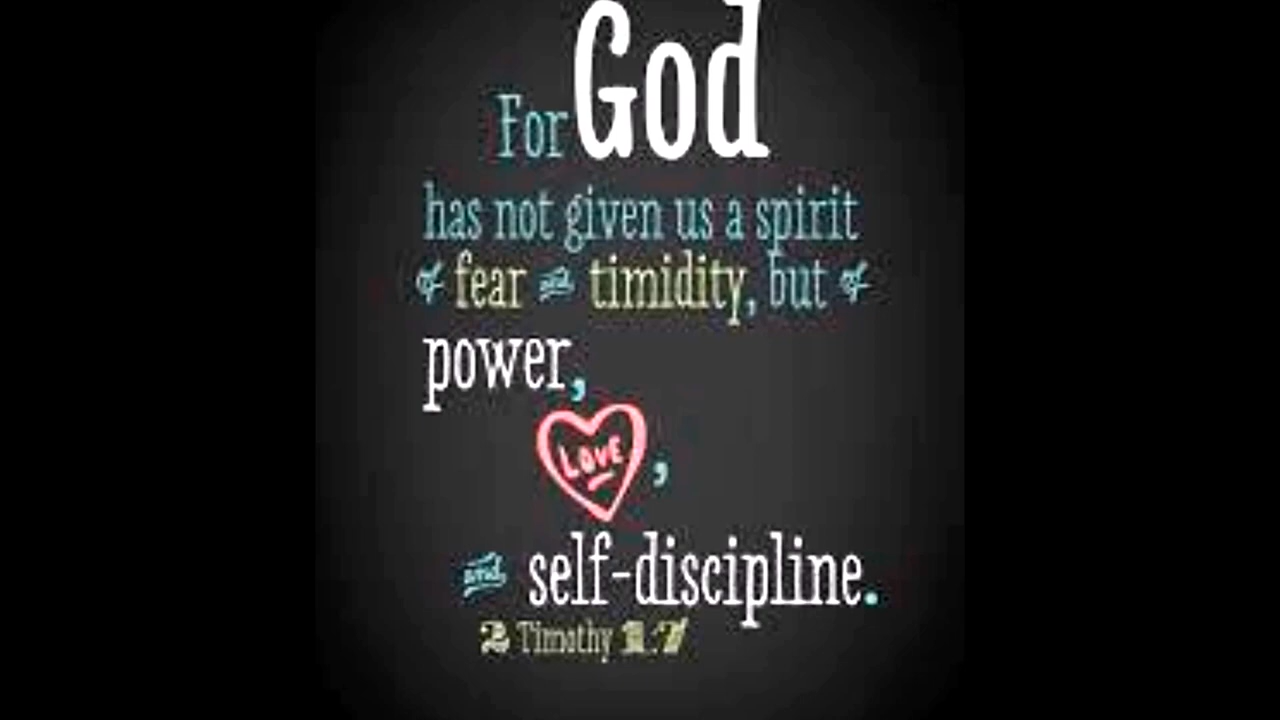 For God
has not given us a spirit
of fear and timidity, but of
power,
LOVE,
and self-discipline.
2 Timothy 1:7